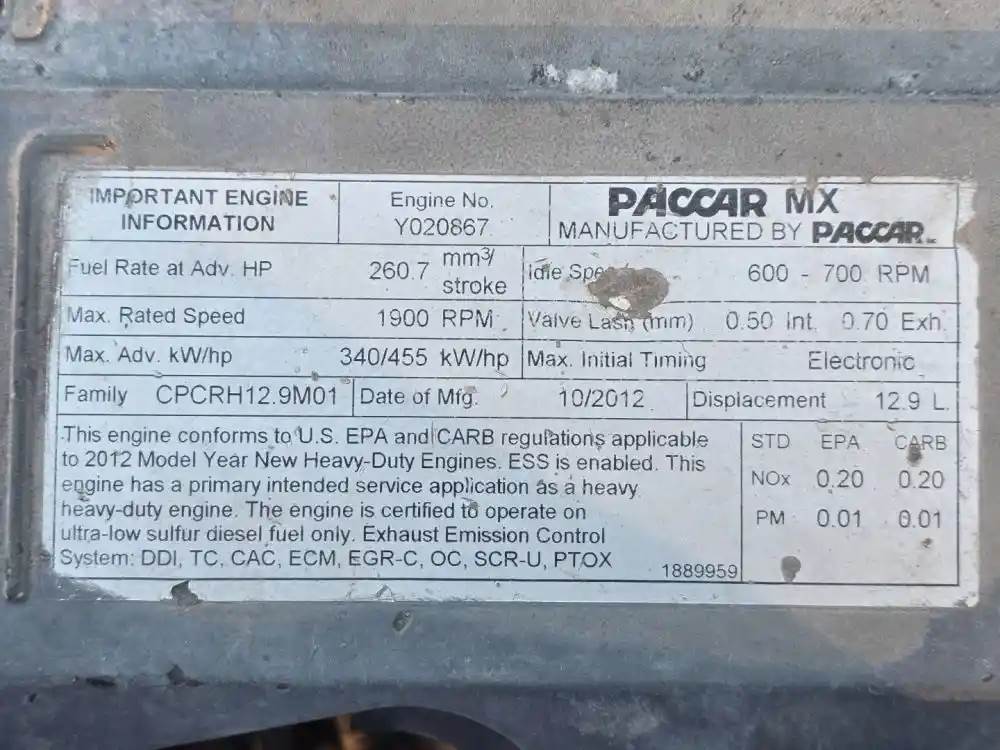 IMPORTANT ENGINE
INFORMATION
Engine No.
Y020867
PACCAR MX
MANUFACTURED BY PACCAR INC
Fuel Rate at Adv. HP 260.7 mm3/
stroke
Idle Speed 600 - 700 RPM
Max. Rated Speed 1900 RPM
Valve Lash (mm) 0.50 Int. 0.70 Exh.
Max. Adv. kW/hp 340/455 kW/hp
Max. Initial Timing Electronic
Family CPCRH12.9M01
Date of Mfg. 10/2012
Displacement 12.9 L.
This engine conforms to U.S. EPA and CARB regulations applicable
to 2012 Model Year New Heavy-Duty Engines. ESS is enabled. This
engine has a primary intended service application as a heavy
heavy-duty engine. The engine is certified to operate on
ultra-low sulfur diesel fuel only. Exhaust Emission Control
System: DDI, TC, CAC, ECM, EGR-C, OC, SCR-U, PTOX
1889959
STD EPA CARB
NOx 0.20 0.20
PM 0.01 0.01